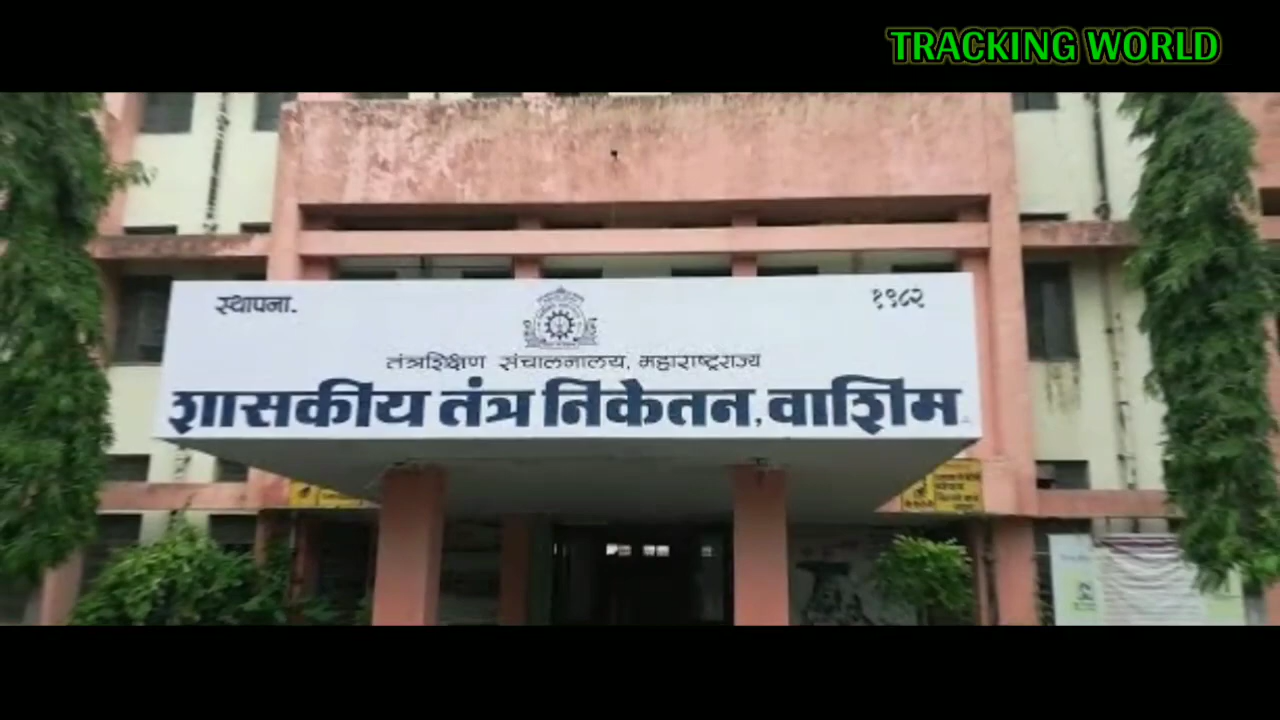 TRACKING WORLD
स्थापना. १९८२
तंत्रशिक्षण संचालनालय, महाराष्ट्रराज्य
शासकीय तंत्र निकेतन, वाशिम